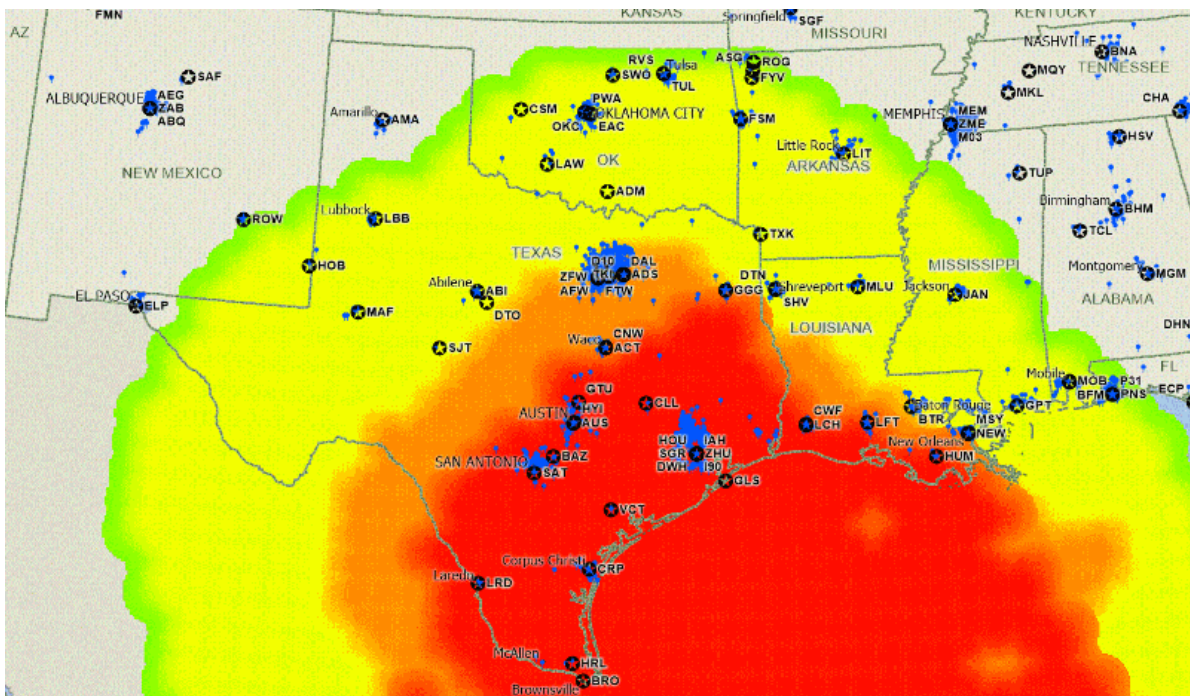 FMN
KANSAS
Springfield
SGF
KENTUCKY
AZ
MISSOURI
NASHVILLE
BNA
TENNESSEE
SAF
RVS
SWO
Tulsa
TUL
ASG
ROG
FYV
MQY
MKL
ALBUQUERQUE
AEG
ZAB
ABQ
Amarillo
AMA
CSM
PWA
OKLAHOMA CITY
OKC
EAC
FSM
MEMPHIS
MEM
ZME
M03
CHA
HSV
NEW MEXICO
LAW
OK
Little Rock
LIT
ARKANSAS
TUP
ADM
Birmingham
BHM
ROW
Lubbock
LBB
TXK
TCL
TEXAS
D10
DAL
HOB
ZFW
TKI
ADS
AFW
FTW
DTN
GGG
Shreveport
SHV
MLU
MISSISSIPPI
Jackson
JAN
Montgomery
MGM
ALABAMA
EL PASO
ELP
Abilene
ABI
DTO
MAF
LOUISIANA
DHN
SJT
Waco
CNW
ACT
FL
Mobile
MOB
BFM
P31
PNS
ECP
GTU
HYI
AUSTIN
AUS
CLL
CWF
LCH
LFT
Baton Rouge
BTR
MSY
NEW
GPT
New Orleans
HUM
HOU
IAH
SGR
ZHU
DWH
I90
BAZ
SAN ANTONIO
SAT
GLS
VCT
Corpus Christi
CRP
Laredo
LRD
McAllen
HRL
BRO
Brownsville